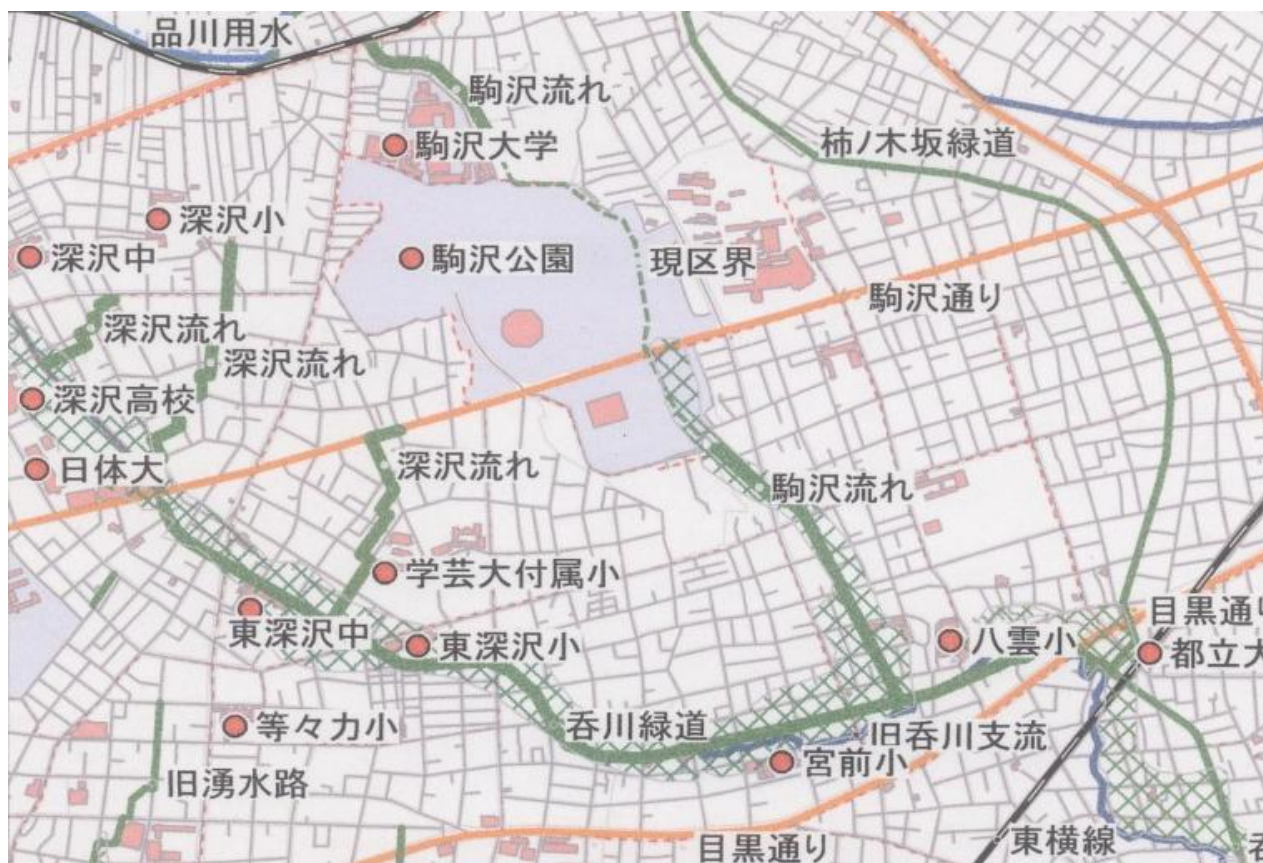 品川用水
駒沢流れ
駒沢大学
柿ノ木坂緑道
深沢小
深沢中
駒沢公園
現区界
駒沢通り
深沢流れ
深沢流れ
深沢高校
日体大
深沢流れ
駒沢流れ
学芸大付属小
東深沢中
東深沢小
八雲小
目黒通り
都立大
等々力小
呑川緑道
旧呑川支流
宮前小
旧湧水路
目黒通り
東横線